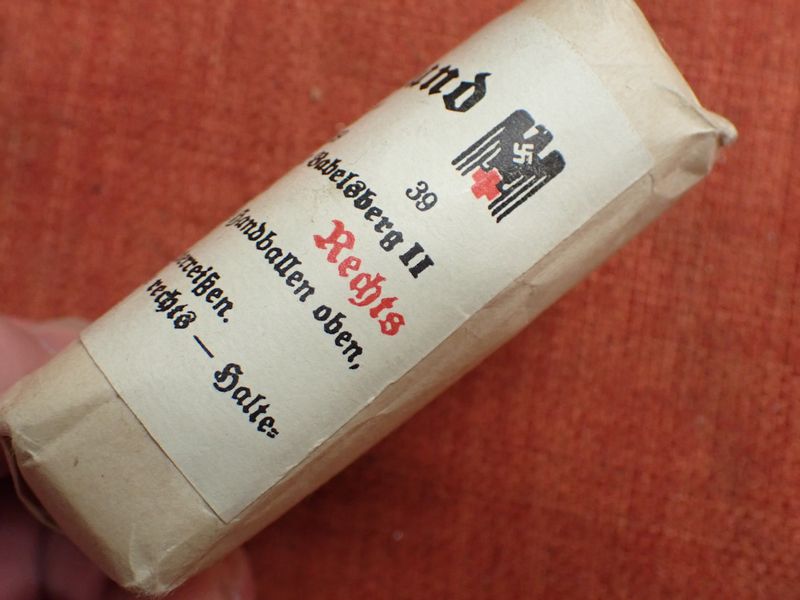 39
Babelsberg II
Rechts
Handballen oben,
rechts — Halte=